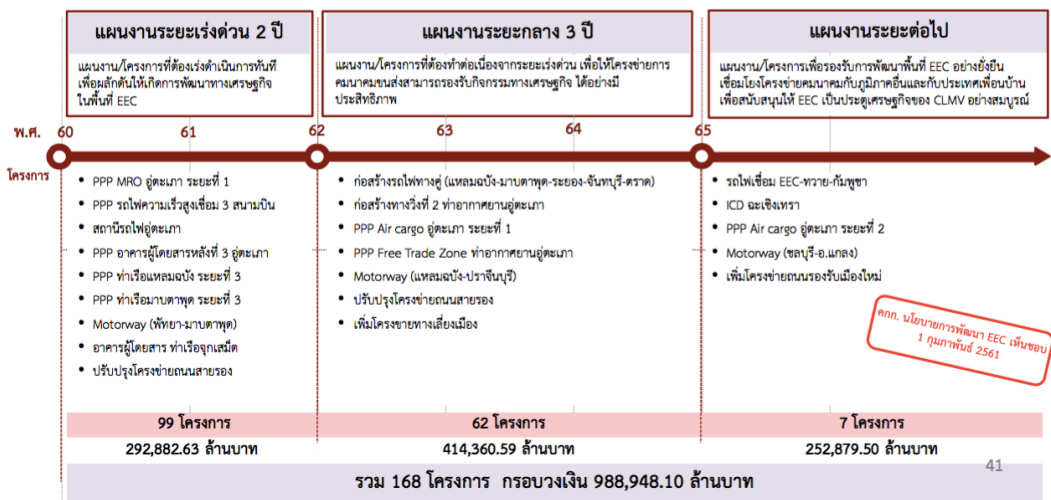 แผนงานระยะเร่งด่วน 2 ปี
แผนงาน/โครงการที่ต้องเร่งดำเนินการทันที
เพื่อผลักดันให้เกิดการพัฒนาทางเศรษฐกิจ
ในพื้นที่ EEC
แผนงานระยะกลาง 3 ปี
แผนงาน/โครงการที่ต้องทำต่อเนื่องจากระยะเร่งด่วน เพื่อให้โครงข่ายการ
คมนาคมขนส่งสามารถรองรับกิจกรรมทางเศรษฐกิจ ได้อย่างมี
ประสิทธิภาพ
แผนงานระยะต่อไป
แผนงาน/โครงการเพื่อรองรับการพัฒนาพื้นที่ EEC อย่างยั่งยืน
เชื่อมโยงโครงข่ายคมนาคมกับภูมิภาคอื่นและกับประเทศเพื่อนบ้าน
เพื่อสนับสนุนให้ EEC เป็นประตูเศรษฐกิจของ CLMV อย่างสมบูรณ์
พ.ศ. 60 61 62 63 64 65
โครงการ
• PPP MRO อู่ตะเภา ระยะที่ 1
• PPP รถไฟความเร็วสูงเชื่อม 3 สนามบิน
• สถานีรถไฟอู่ตะเภา
• PPP อาคารผู้โดยสารหลังที่ 3 อู่ตะเภา
• PPP ท่าเรือแหลมฉบัง ระยะที่ 3
• PPP ท่าเรือมาบตาพุด ระยะที่ 3
• Motorway (พัทยา-มาบตาพุด)
• อาคารผู้โดยสาร ท่าเรือจุกเสม็ด
• ปรับปรุงโครงข่ายถนนสายรอง
• ก่อสร้างรถไฟทางคู่ (แหลมฉบัง-มาบตาพุด-ระยอง-จันทบุรี-ตราด)
• ก่อสร้างทางวิ่งที่ 2 ท่าอากาศยานอู่ตะเภา
• PPP Air cargo อู่ตะเภา ระยะที่ 1
• PPP Free Trade Zone ท่าอากาศยานอู่ตะเภา
• Motorway (แหลมฉบัง-ปราจีนบุรี)
• ปรับปรุงโครงข่ายถนนสายรอง
• เพิ่มโครงขายทางเลี่ยงเมือง
• รถไฟเชื่อม EEC-ทวาย-กัมพูชา
• ICD ฉะเชิงเทรา
• PPP Air cargo อู่ตะเภา ระยะที่ 2
• Motorway (ชลบุรี-อ.แกลง)
• เพิ่มโครงข่ายถนนรองรับเมืองใหม่
คกก. นโยบายการพัฒนา EEC เห็นชอบ
1 กุมภาพันธ์ 2561
99 โครงการ
292,882.63 ล้านบาท
62 โครงการ
414,360.59 ล้านบาท
7 โครงการ
252,879.50 ล้านบาท
41
รวม 168 โครงการ กรอบวงเงิน 988,948.10 ล้านบาท